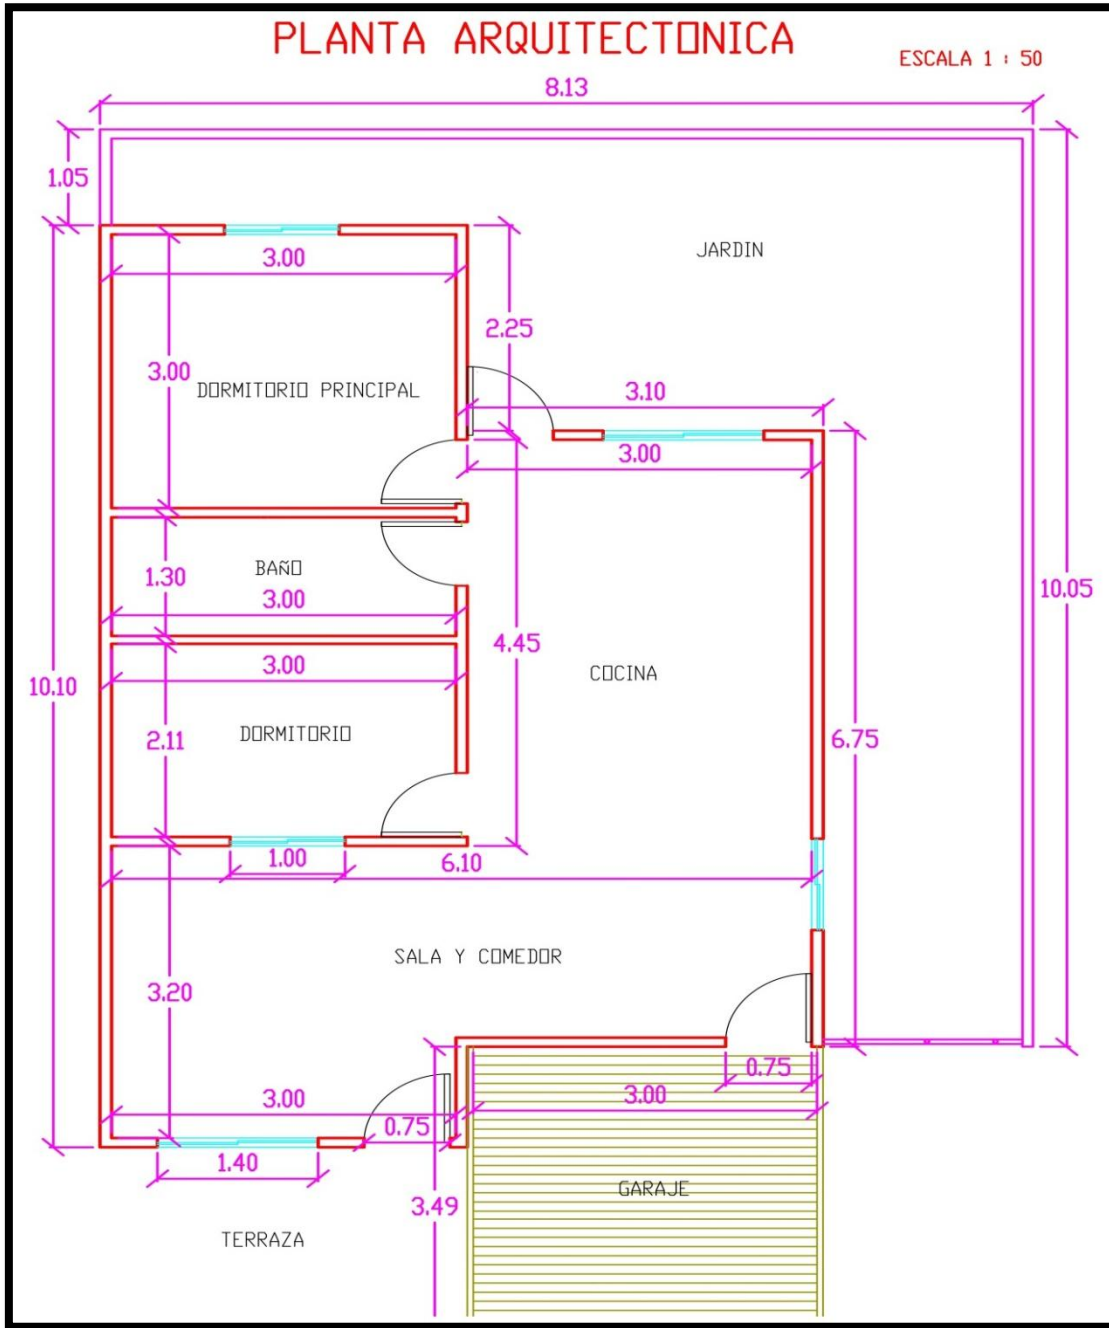 PLANTA ARQUITECTONICA
ESCALA 1 : 50
8.13
1.05
JARDIN
3.00
2.25
3.00
DORMITORIO PRINCIPAL
3.10
3.00
BAÑO
1.30
3.00
10.05
4.45
3.00
COCINA
10.10
DORMITORIO
2.11
6.75
1.00
6.10
SALA Y COMEDOR
3.20
0.75
3.00
3.00
0.75
1.40
GARAJE
3.49
TERRAZA